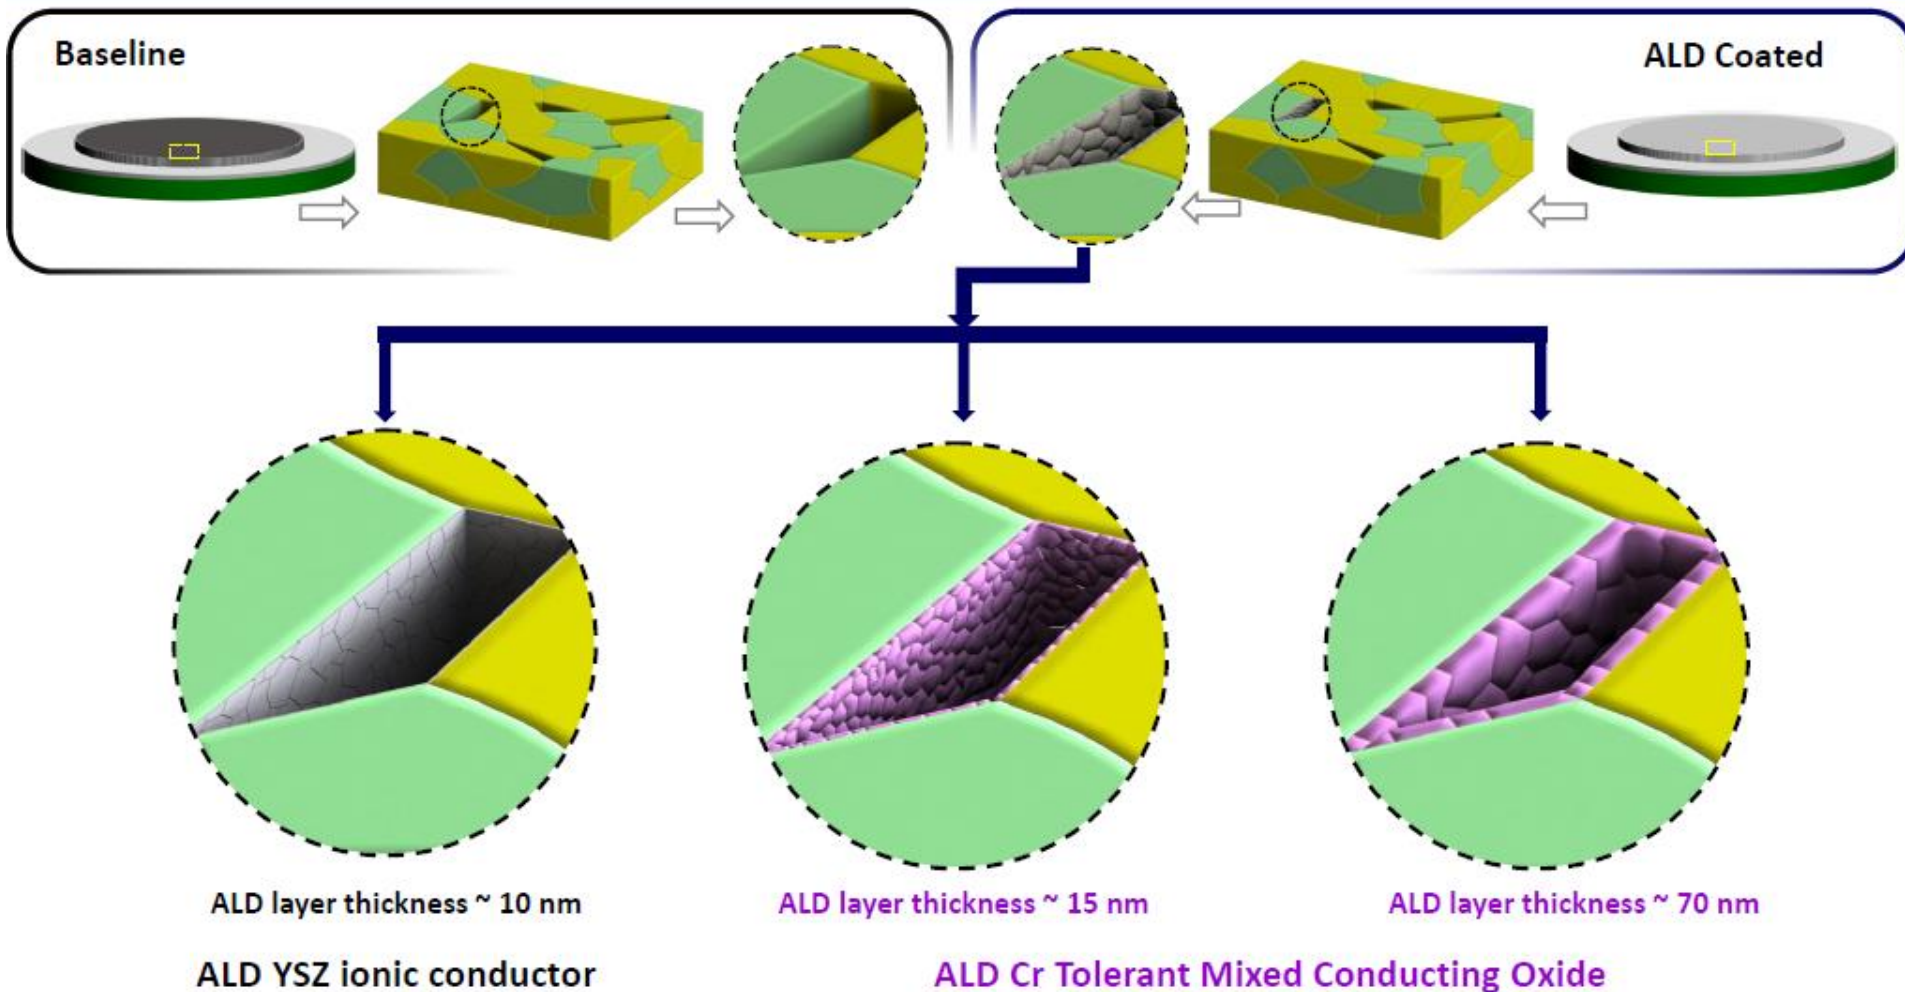 Baseline
ALD Coated
ALD layer thickness ~ 10 nm
ALD layer thickness ~ 15 nm
ALD layer thickness ~ 70 nm
ALD YSZ ionic conductor
ALD Cr Tolerant Mixed Conducting Oxide